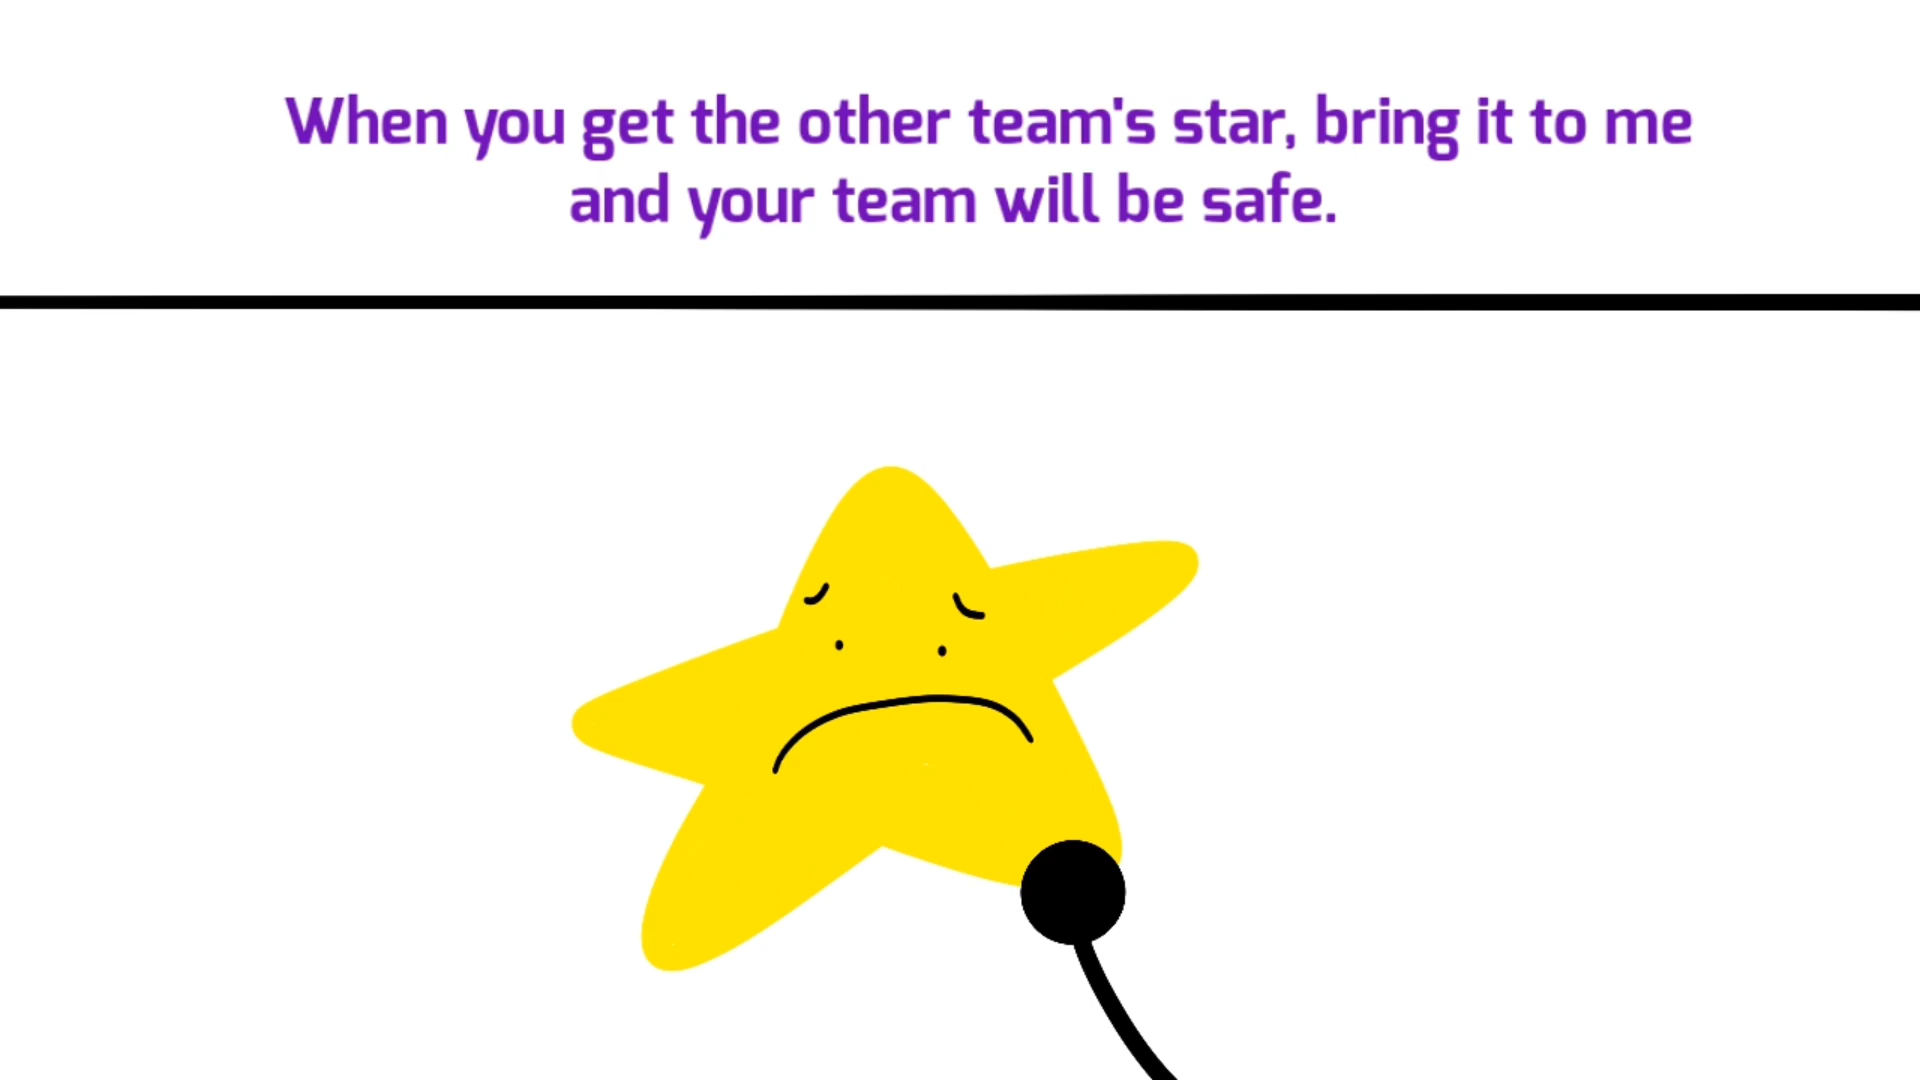 When you get the other team's star, bring it to me
and your team will be safe.